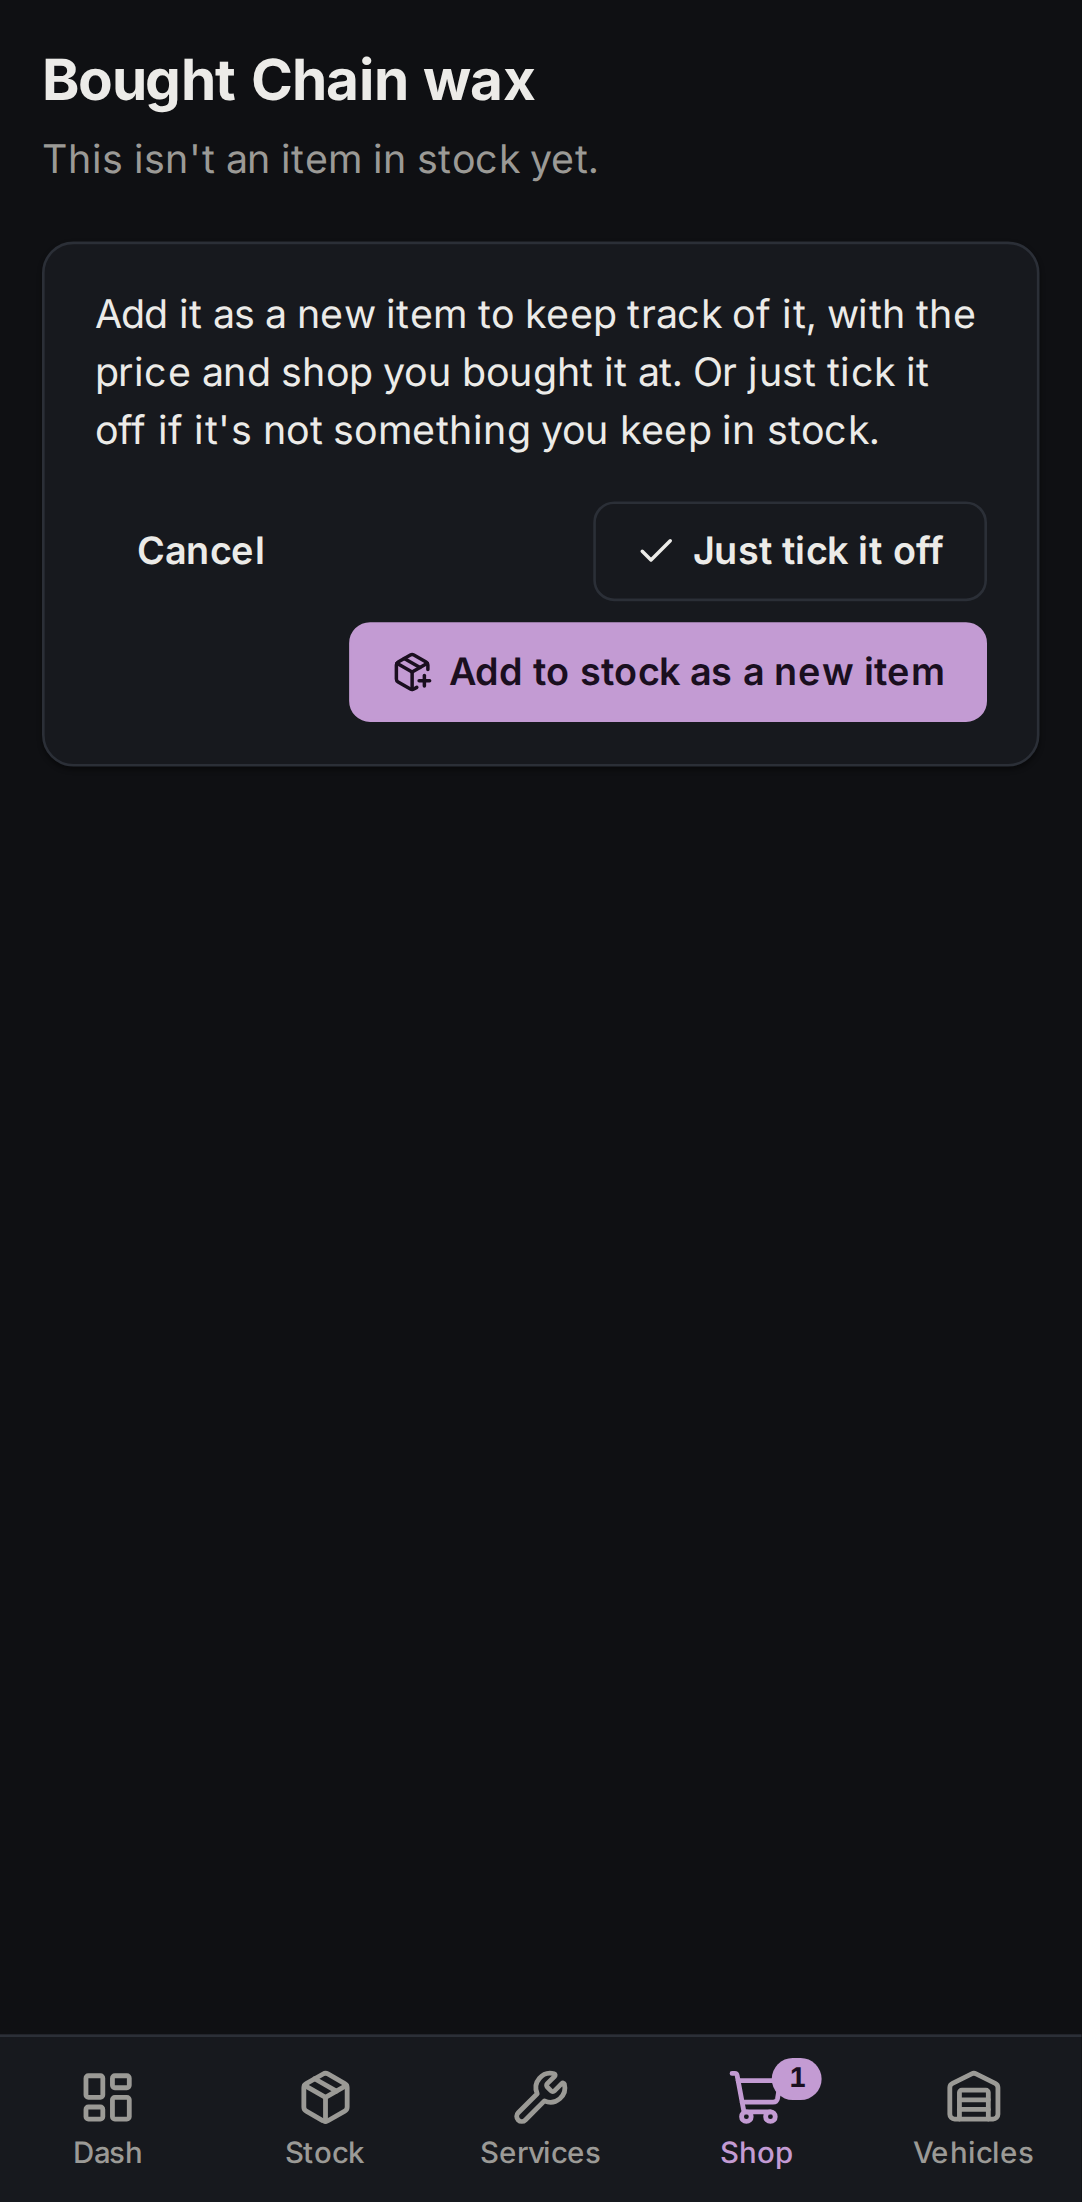 Bought Chain wax
This isn't an item in stock yet.
Add it as a new item to keep track of it, with the
price and shop you bought it at. Or just tick it
off if it's not something you keep in stock.
Cancel
Just tick it off
Add to stock as a new item
1
Dash
Stock
Services
Shop
Vehicles